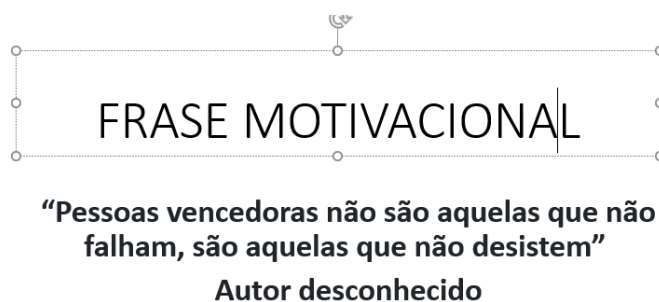 FRASE MOTIVACIONAL
“Pessoas vencedoras não são aquelas que não
falham, são aquelas que não desistem”
Autor desconhecido